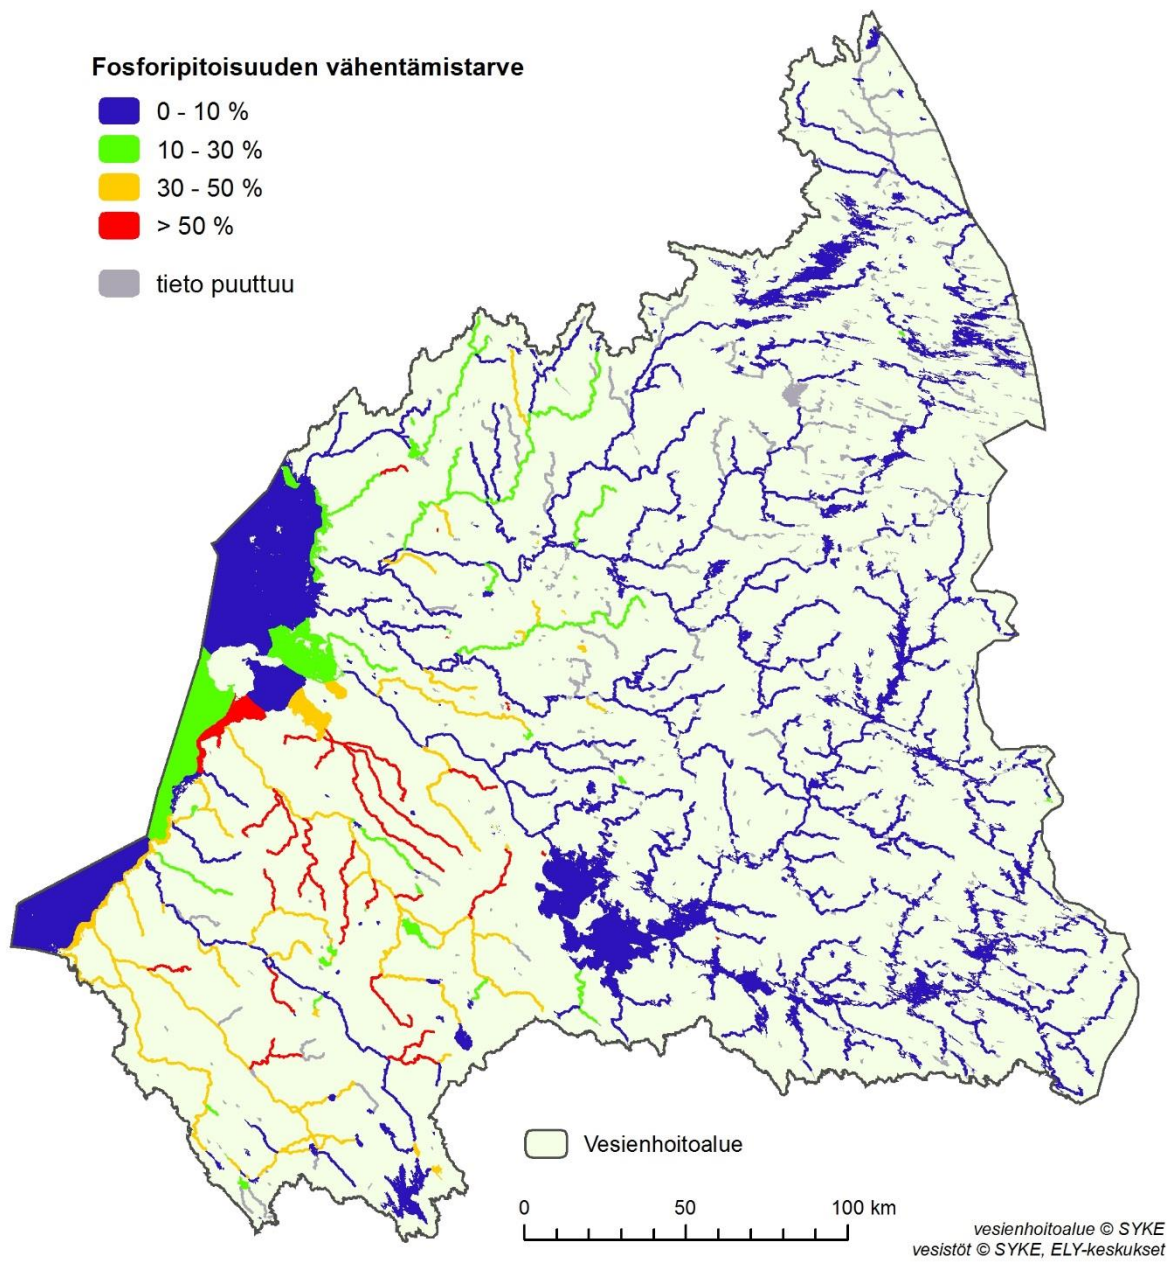 Fosforipitoisuuden vähentämistarve
0 - 10 %
10 - 30 %
30 - 50 %
> 50 %
tieto puuttuu
Vesienhoitoalue
0 50 100 km
vesienhoitoalue © SYKE
vesistöt © SYKE, ELY-keskukset